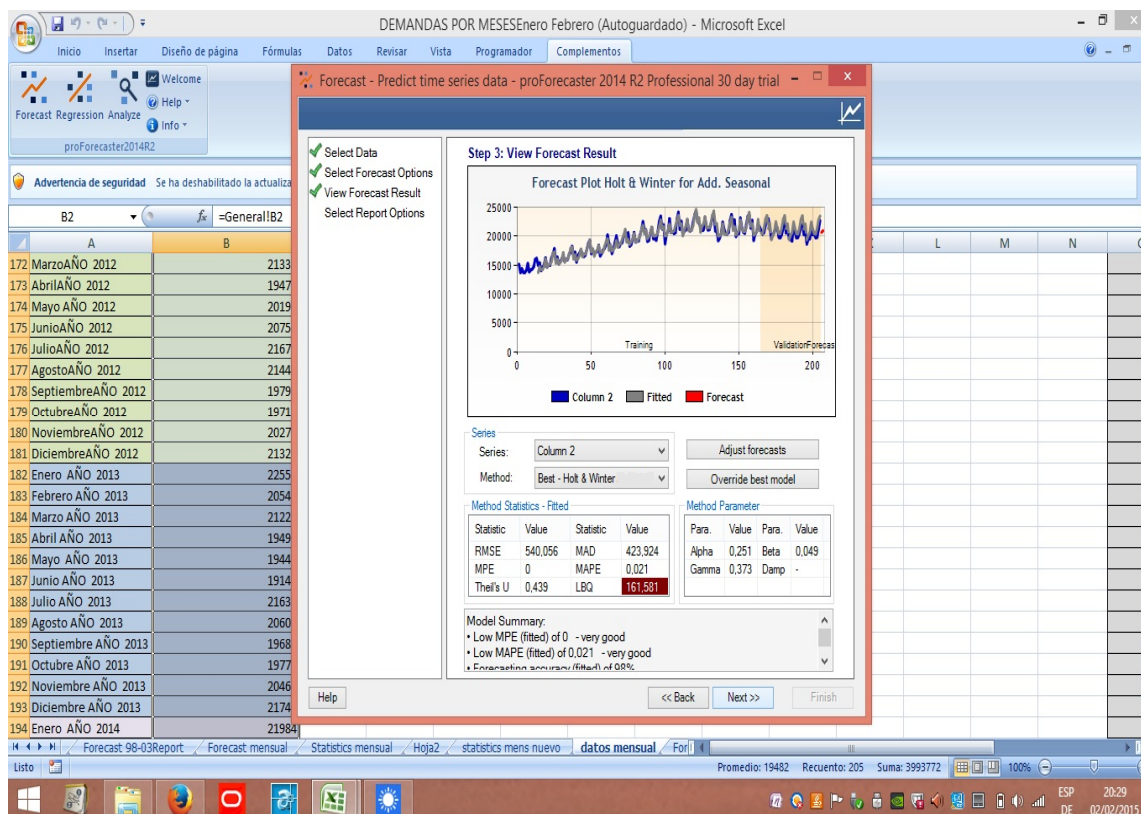 DEMANDAS POR MESESEnero Febrero (Autoguardado) - Microsoft Excel
Inicio Insertar Diseño de página Fórmulas Datos Revisar Vista Programador Complementos
Forecast Regression Analyze
Welcome
Help
Info
proForecaster2014R2
Advertencia de seguridad Se ha deshabilitado la actualiza
B2 fx =General!B2
A B L M N
172 MarzoAÑO 2012 2133
173 AbrilAÑO 2012 1947
174 Mayo AÑO 2012 2019
175 JunioAÑO 2012 2075
176 JulioAÑO 2012 2167
177 AgostoAÑO 2012 2144
178 SeptiembreAÑO 2012 1979
179 OctubreAÑO 2012 1971
180 NoviembreAÑO 2012 2027
181 DiciembreAÑO 2012 2132
182 Enero AÑO 2013 2255
183 Febrero AÑO 2013 2054
184 Marzo AÑO 2013 2122
185 Abril AÑO 2013 1949
186 Mayo AÑO 2013 1944
187 Junio AÑO 2013 1914
188 Julio AÑO 2013 2163
189 Agosto AÑO 2013 2060
190 Septiembre AÑO 2013 1968
191 Octubre AÑO 2013 1977
192 Noviembre AÑO 2013 2046
193 Diciembre AÑO 2013 2174
194 Enero AÑO 2014 21984
Forecast - Predict time series data - proForecaster 2014 R2 Professional 30 day trial
Select Data
Select Forecast Options
View Forecast Result
Select Report Options
Step 3: View Forecast Result
Forecast Plot Holt & Winter for Add. Seasonal
25000
20000
15000
10000
5000
0
Training ValidationForecas
0 50 100 150 200
Column 2 Fitted Forecast
Series
Series: Column 2
Method: Best - Holt & Winter
Adjust forecasts
Override best model
Method Statistics - Fitted
Statistic Value Statistic Value
RMSE 540,056 MAD 423,924
MPE 0 MAPE 0,021
Theil's U 0,439 LBQ 161,581
Method Parameter
Para. Value Para. Value
Alpha 0,251 Beta 0,049
Gamma 0,373 Damp -
Model Summary:
• Low MPE (fitted) of 0 - very good
• Low MAPE (fitted) of 0,021 - very good
• Forecasting accuracy (fitted) of 98%
Help << Back Next >> Finish
Forecast 98-03Report Forecast mensual Statistics mensual Hoja2 statistics mens nuevo datos mensual For
Listo Promedio: 19482 Recuento: 205 Suma: 3993772 100%
ESP 20:29
DE 02/02/2015